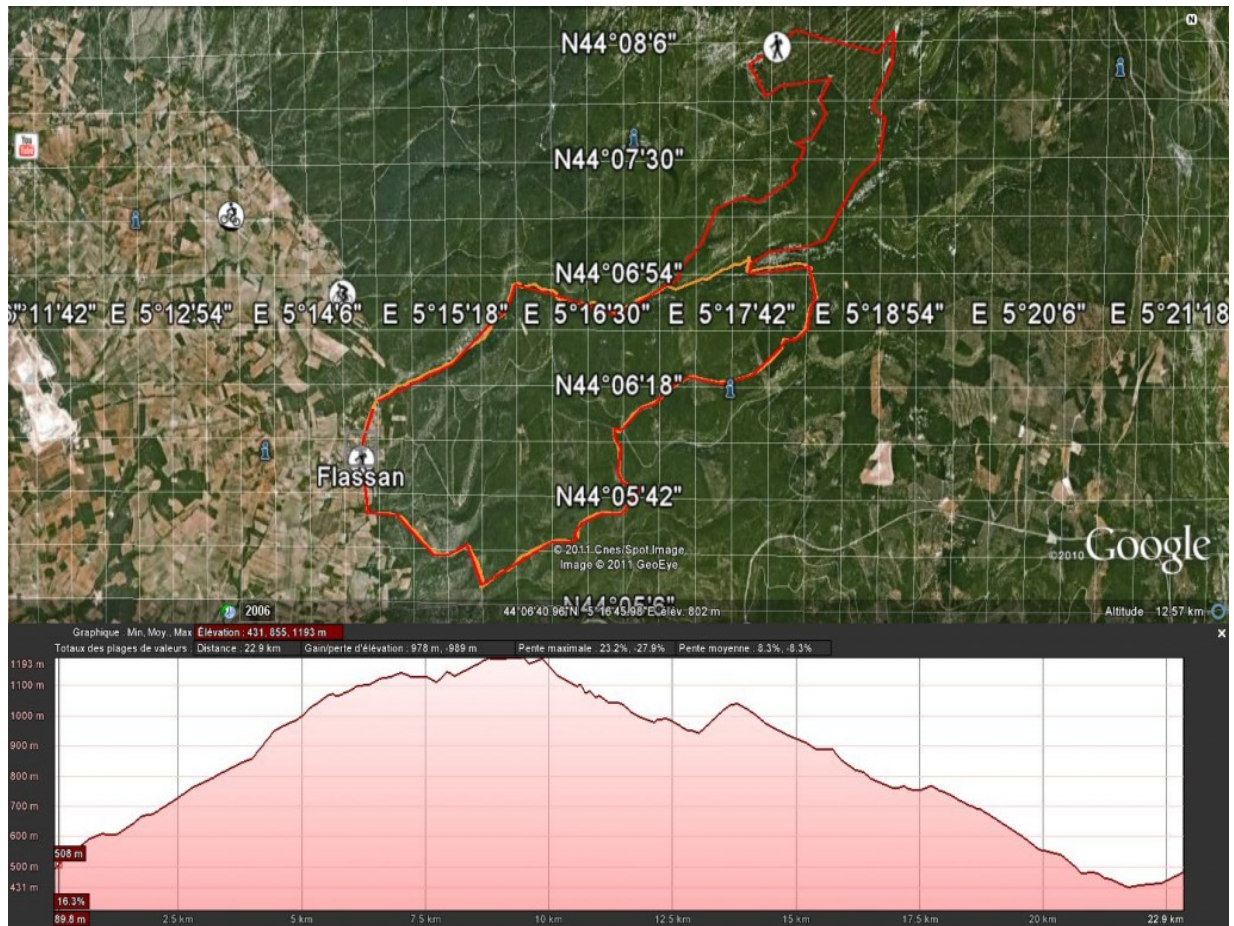 N
N44°08'6"
You
Tube
N44°07'30"
N44°06'54"
5°11'42" E 5°12'54" E 5°14'6" E 5°15'18" E 5°16'30" E 5°17'42" E 5°18'54" E 5°20'6" E 5°21'18
N44°06'18"
Flassan
N44°05'42"
© 2011 Cnes/Spot Image
Image © 2011 GeoEye
©2010 Google
N44°05'6"
2006
44°06'40.96"N 5°16'45.98"E élév. 802 m
Altitude 12.57 km
Graphique : Min, Moy., Max Élévation : 431, 855, 1193 m
Totaux des plages de valeurs : Distance : 22.9 km Gain/perte d'élévation : 978 m, -989 m Pente maximale : 23.2%, -27.9% Pente moyenne : 8.3%, -8.3%
1193 m
1100 m
1000 m
900 m
800 m
700 m
600 m
508 m
500 m
431 m
16.3%
89.8 m 2.5 km 5 km 7.5 km 10 km 12.5 km 15 km 17.5 km 20 km 22.9 km